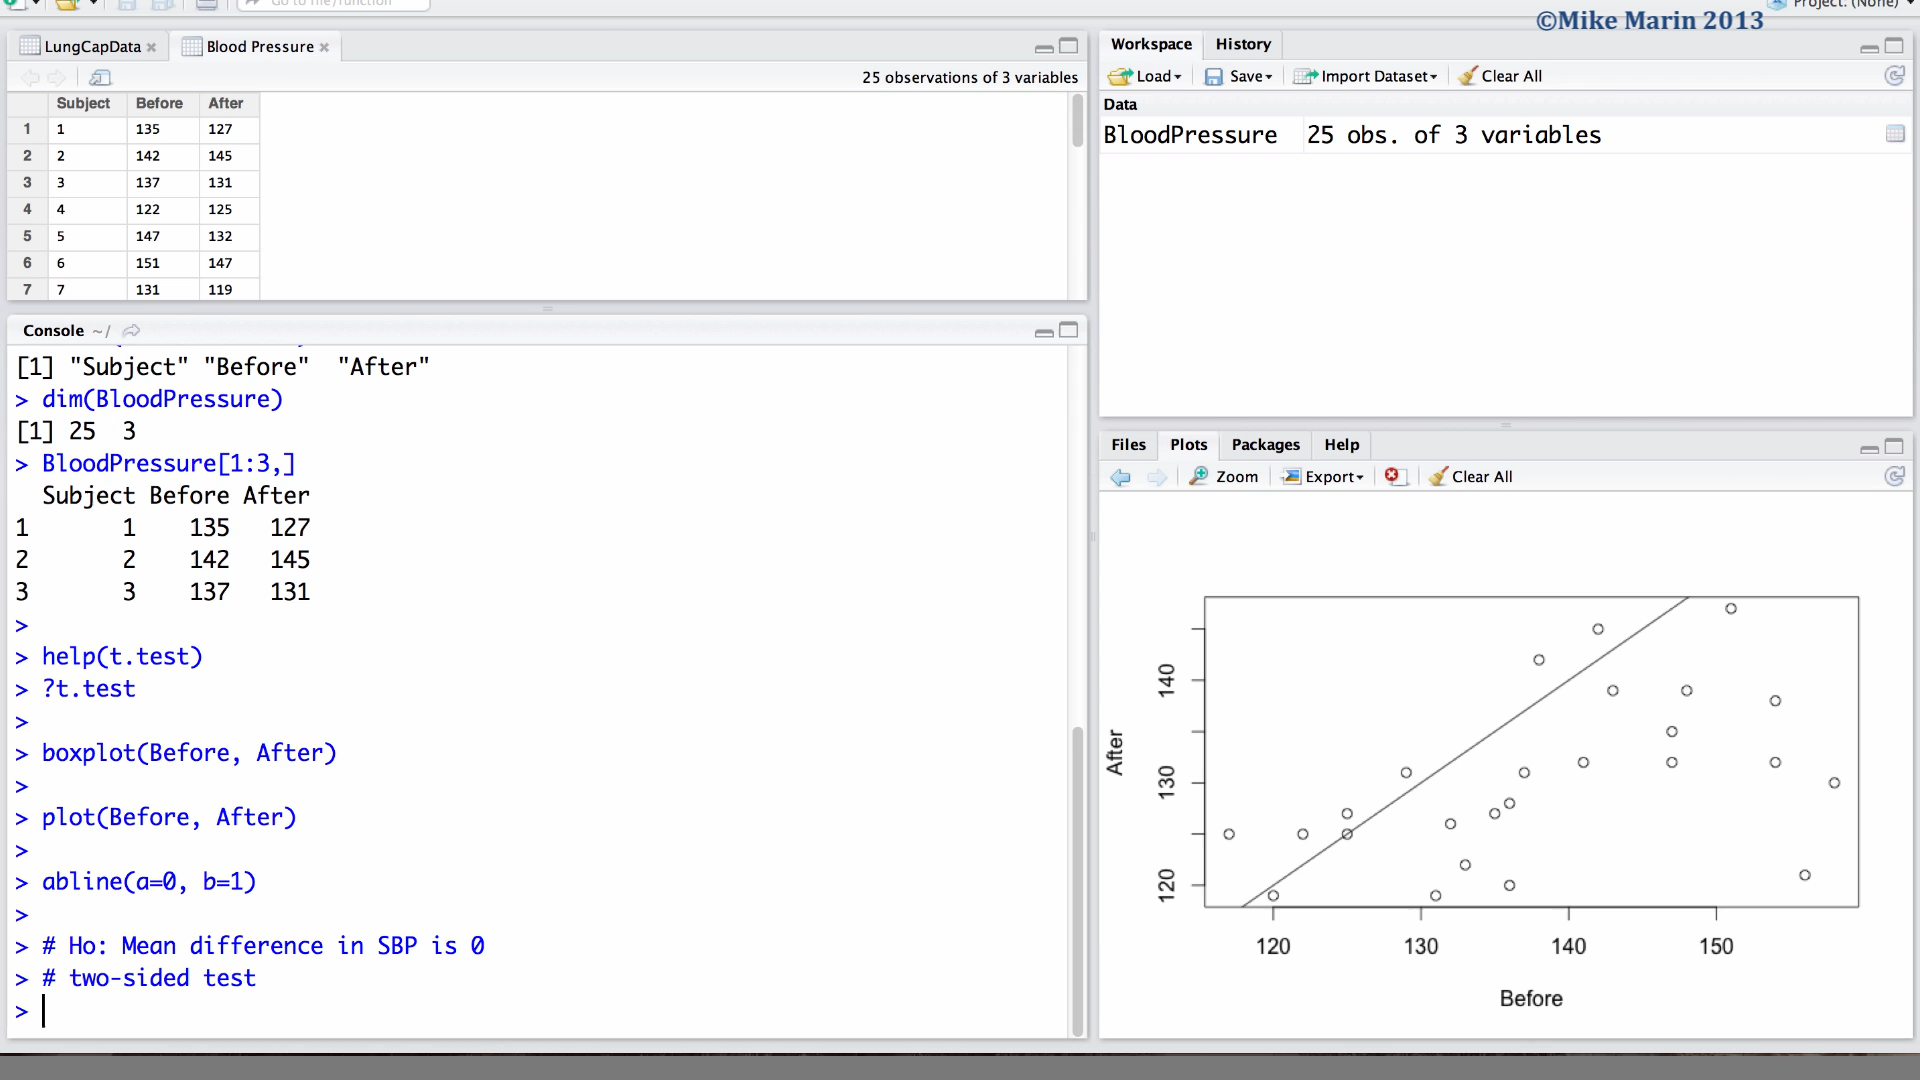 Go to file/function
Project: (None)
©Mike Marin 2013
LungCapData
Blood Pressure
25 observations of 3 variables
Subject Before After
1 1 135 127
2 2 142 145
3 3 137 131
4 4 122 125
5 5 147 132
6 6 151 147
7 7 131 119
Console ~/
[1] "Subject" "Before" "After"
> dim(BloodPressure)
[1] 25 3
> BloodPressure[1:3,]
Subject Before After
1 1 135 127
2 2 142 145
3 3 137 131
>
> help(t.test)
> ?t.test
>
> boxplot(Before, After)
>
> plot(Before, After)
>
> abline(a=0, b=1)
>
> # Ho: Mean difference in SBP is 0
> # two-sided test
>
Workspace History
Load Save Import Dataset Clear All
Data
BloodPressure 25 obs. of 3 variables
Files Plots Packages Help
Zoom Export Clear All
After
140
130
120
120 130 140 150
Before